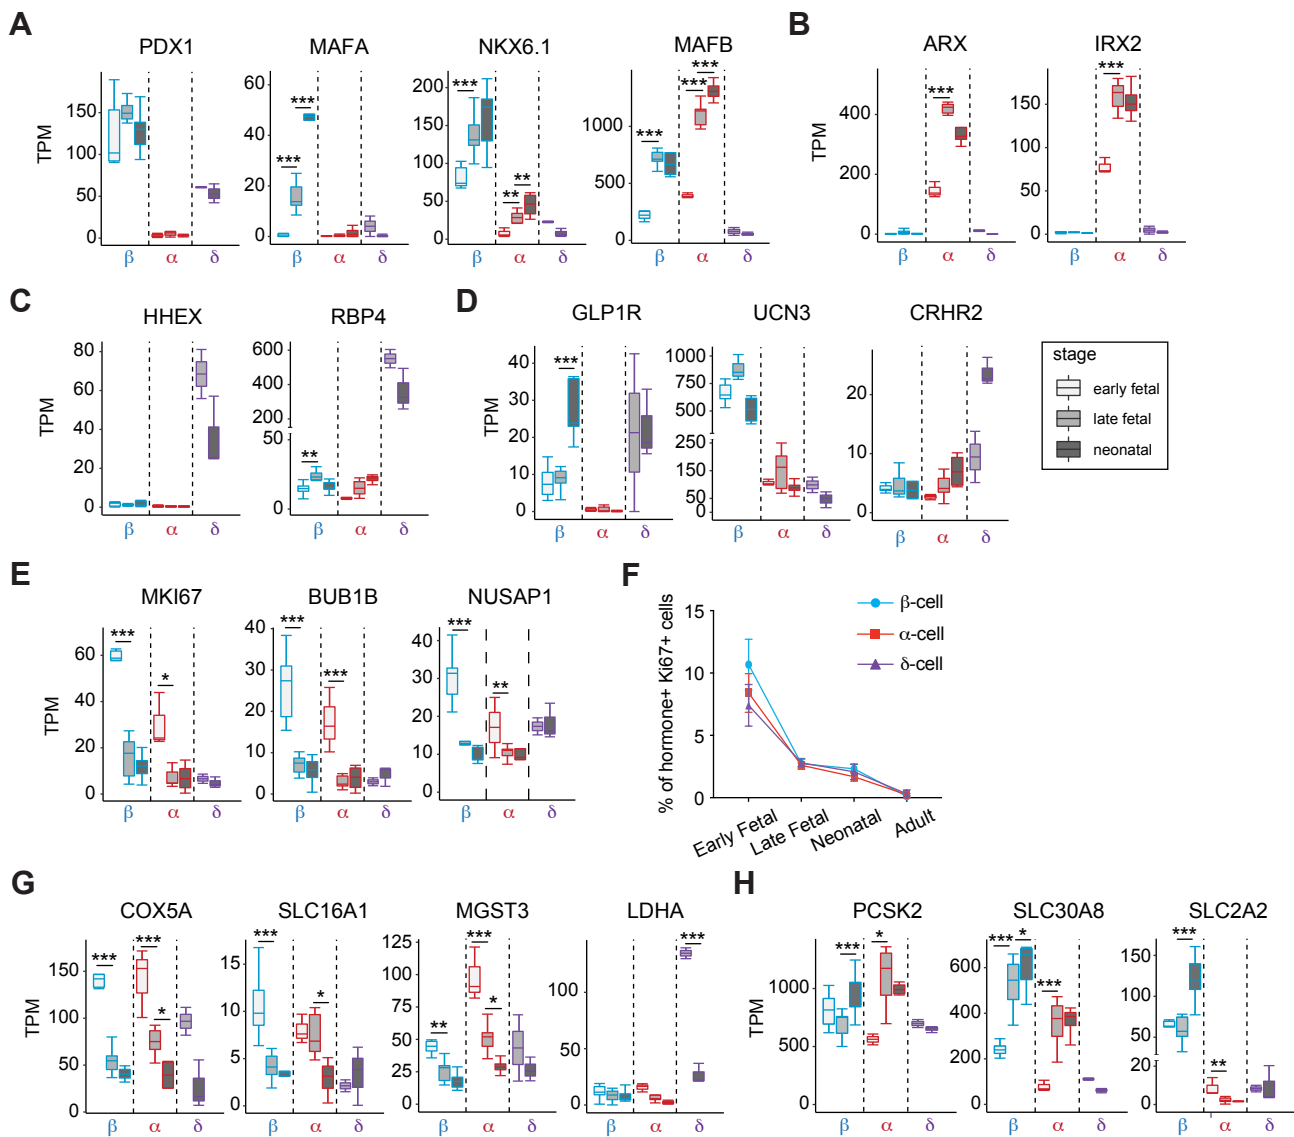 A
PDX1
MAFA
NKX6.1
MAFB
TPM
150
100
50
0
60
40
20
0
200
150
100
50
0
1000
500
0
***
***
***
**
**
***
***
***
β
α
δ
β
α
δ
β
α
δ
β
α
δ
B
ARX
IRX2
TPM
400
200
0
150
100
50
0
***
***
β
α
δ
β
α
δ
C
HHEX
RBP4
TPM
80
60
40
20
0
600
400
200
50
0
**
β
α
δ
β
α
δ
D
GLP1R
UCN3
CRHR2
TPM
40
30
20
10
0
1000
750
500
250
150
50
0
20
10
0
***
β
α
δ
β
α
δ
β
α
δ
stage
early fetal
late fetal
neonatal
E
MKI67
BUB1B
NUSAP1
TPM
60
40
20
0
40
30
20
10
0
40
30
20
10
0
***
*
***
***
***
**
β
α
δ
β
α
δ
β
α
δ
F
% of hormone+ Ki67+ cells
15
10
5
0
β-cell
α-cell
δ-cell
Early Fetal
Late Fetal
Neonatal
Adult
G
COX5A
SLC16A1
MGST3
LDHA
TPM
150
100
50
0
15
10
5
0
125
100
75
50
25
0
100
50
0
***
***
*
***
*
**
***
*
***
β
α
δ
β
α
δ
β
α
δ
β
α
δ
H
PCSK2
SLC30A8
SLC2A2
TPM
1000
500
0
600
400
200
0
150
100
50
20
0
***
*
***
*
***
***
**
β
α
δ
β
α
δ
β
α
δ